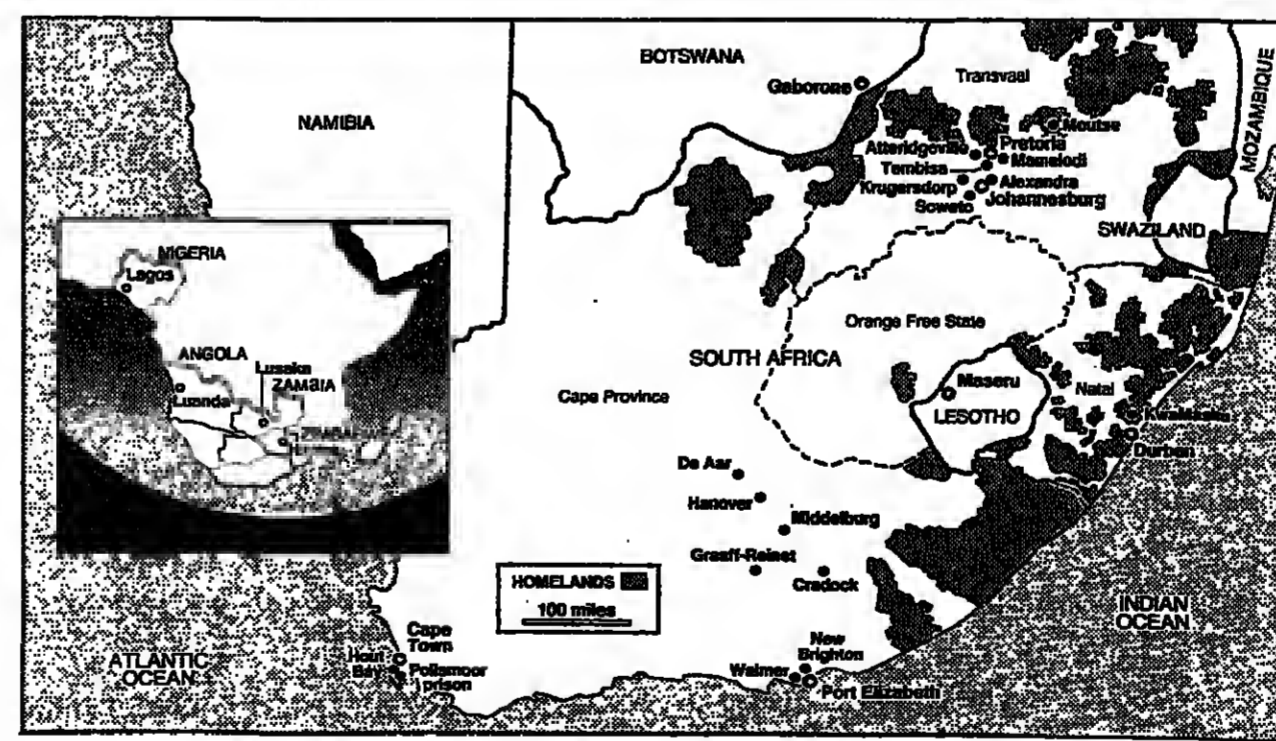 BOTSWANA
Gaborone
Transvaal
MOZAMBIQUE
NAMIBIA
Moutse
Atterkigeville
Pretoria
Mamelodi
Tembisa
Krugersdorp
Alexandra
Soweto
Johannesburg
SWAZILAND
NIGERIA
Lagos
ANGOLA
Lusaka
ZAMBIA
Luanda
Orange Free State
SOUTH AFRICA
Cape Province
Maseru
LESOTHO
Natal
Durban
De Aar
Hanover
Middelburg
Graaff-Reinet
Cradock
HOMELANDS
100 miles
INDIAN
OCEAN
Cape
Town
Hout
Bay
Pollsmoor
prison
ATLANTIC
OCEAN
New
Brighton
Walmer
Port Elizabeth